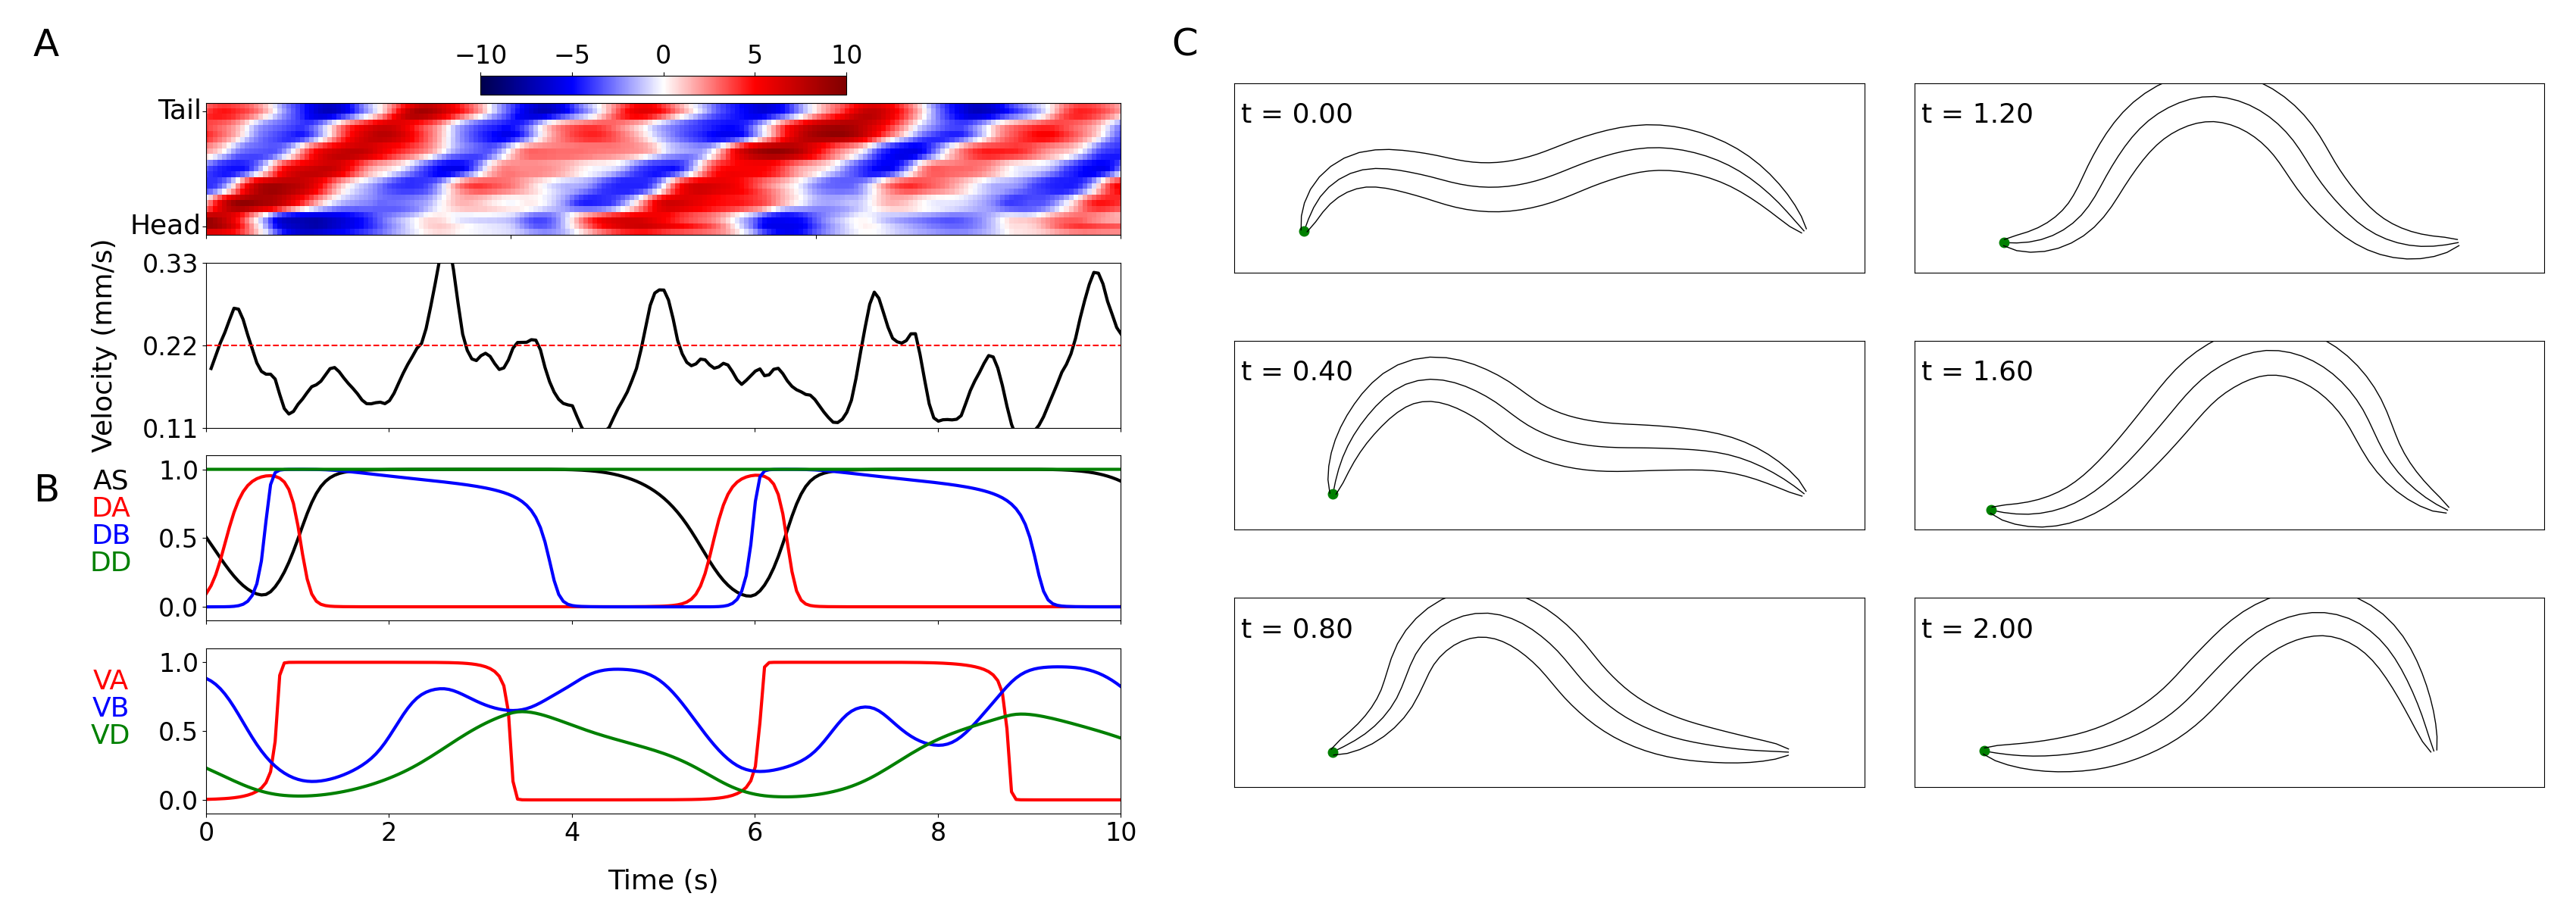 A
−10 −5 0 5 10
Tail
Head
Velocity (mm/s)
0.33
0.22
0.11
B
AS
DA
DB
DD
1.0
0.5
0.0
VA
VB
VD
1.0
0.5
0.0
0 2 4 6 8 10
Time (s)
C
t = 0.00
t = 1.20
t = 0.40
t = 1.60
t = 0.80
t = 2.00